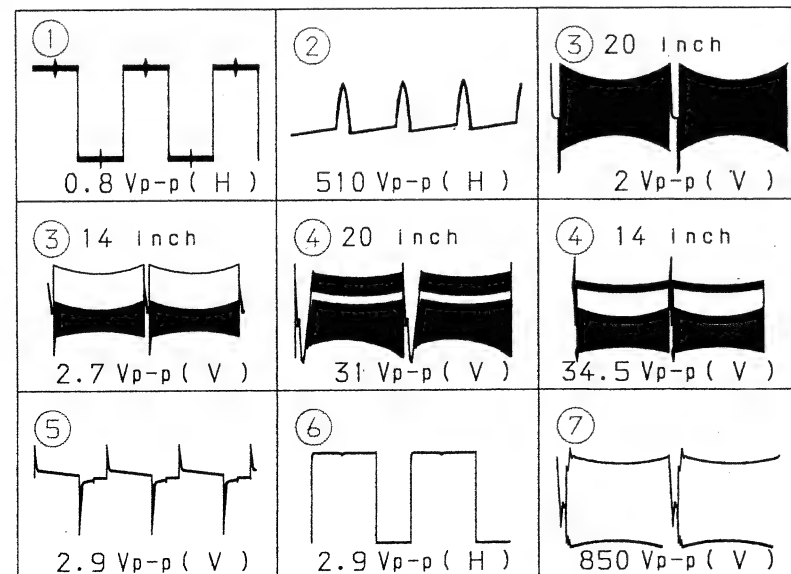 ①
0.8 Vp-p ( H )
②
510 Vp-p ( H )
③ 20 inch
2 Vp-p ( V )
③ 14 inch
2.7 Vp-p ( V )
④ 20 inch
31 Vp-p ( V )
④ 14 inch
34.5 Vp-p ( V )
⑤
2.9 Vp-p ( V )
⑥
2.9 Vp-p ( H )
⑦
850 Vp-p ( V )